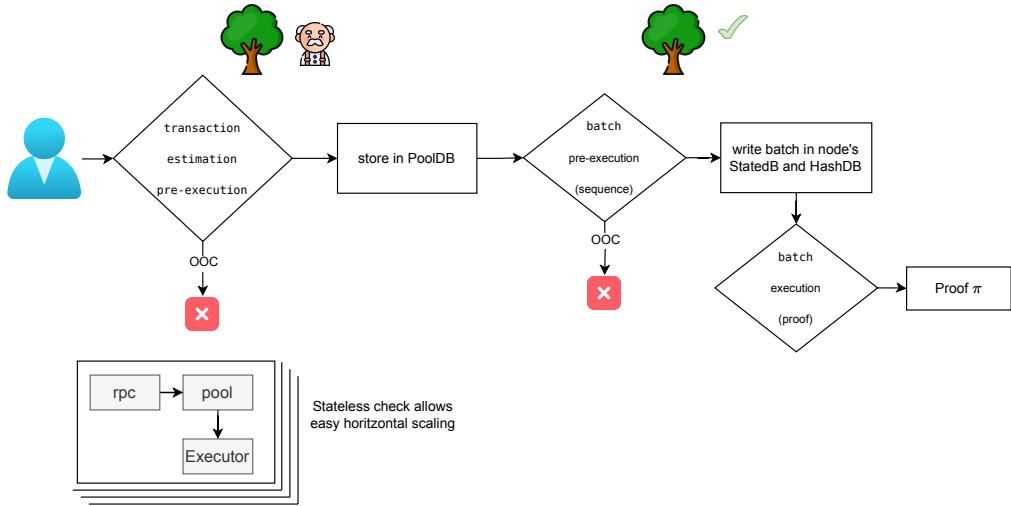 transaction
estimation
pre-execution
OOC
store in PoolDB
batch
pre-execution
(sequence)
OOC
write batch in node's
StatedB and HashDB
batch
execution
(proof)
Proof π
rpc
pool
Executor
Stateless check allows
easy horitzontal scaling